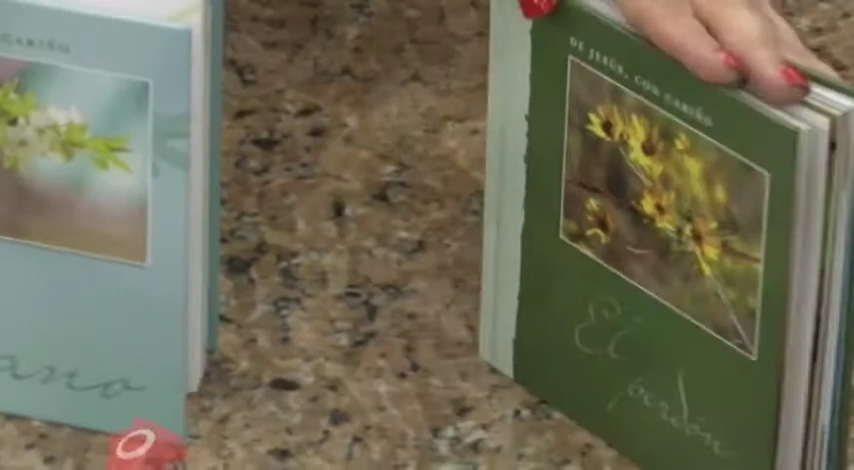 CARIÑO
ano
DE JESÚS, CON CARIÑO
El
perdón